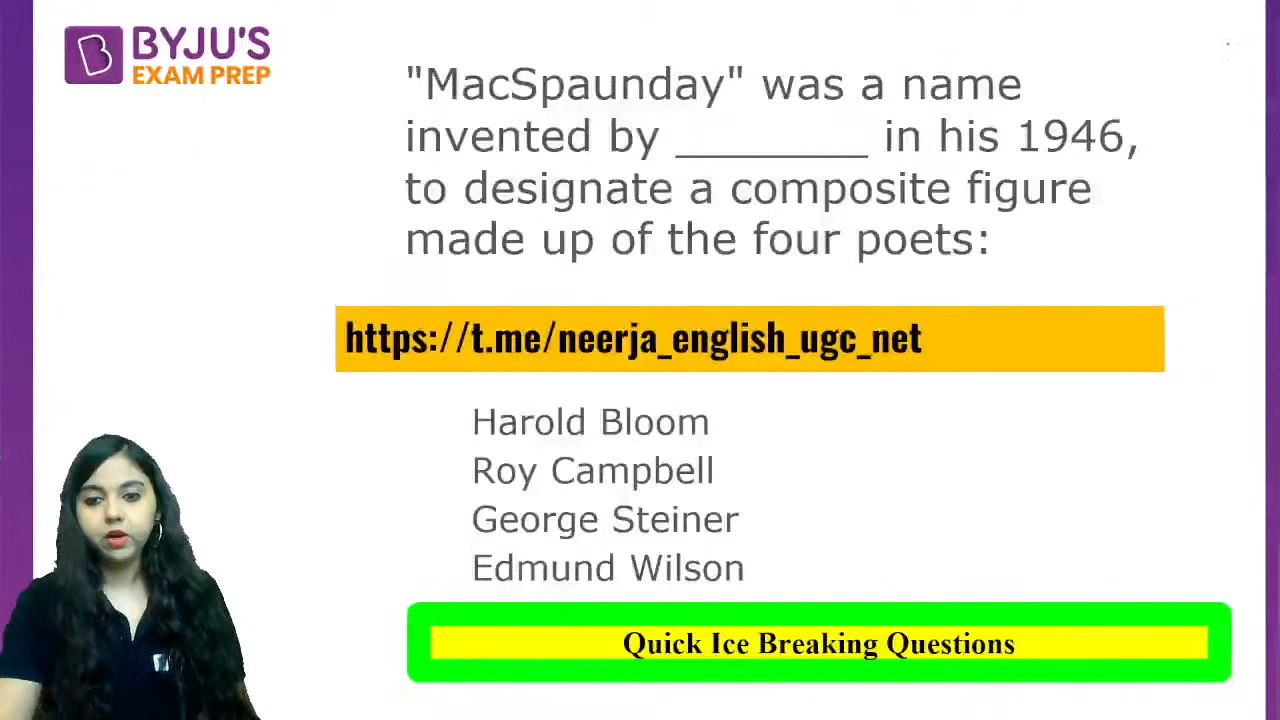 BYJU'S
EXAM PREP
"MacSpaunday" was a name
invented by ________ in his 1946,
to designate a composite figure
made up of the four poets:
https://t.me/neerja_english_ugc_net
Harold Bloom
Roy Campbell
George Steiner
Edmund Wilson
Quick Ice Breaking Questions